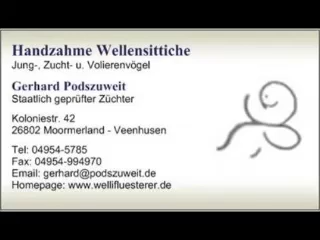 Handzahme Wellensittiche
Jung-, Zucht- u. Volierenvögel
Gerhard Podszuweit
Staatlich geprüfter Züchter
Koloniestr. 42
26802 Moormerland - Veenhusen
Tel: 04954-5785
Fax: 04954-994970
Email: gerhard@podszuweit.de
Homepage: www.wellifluesterer.de